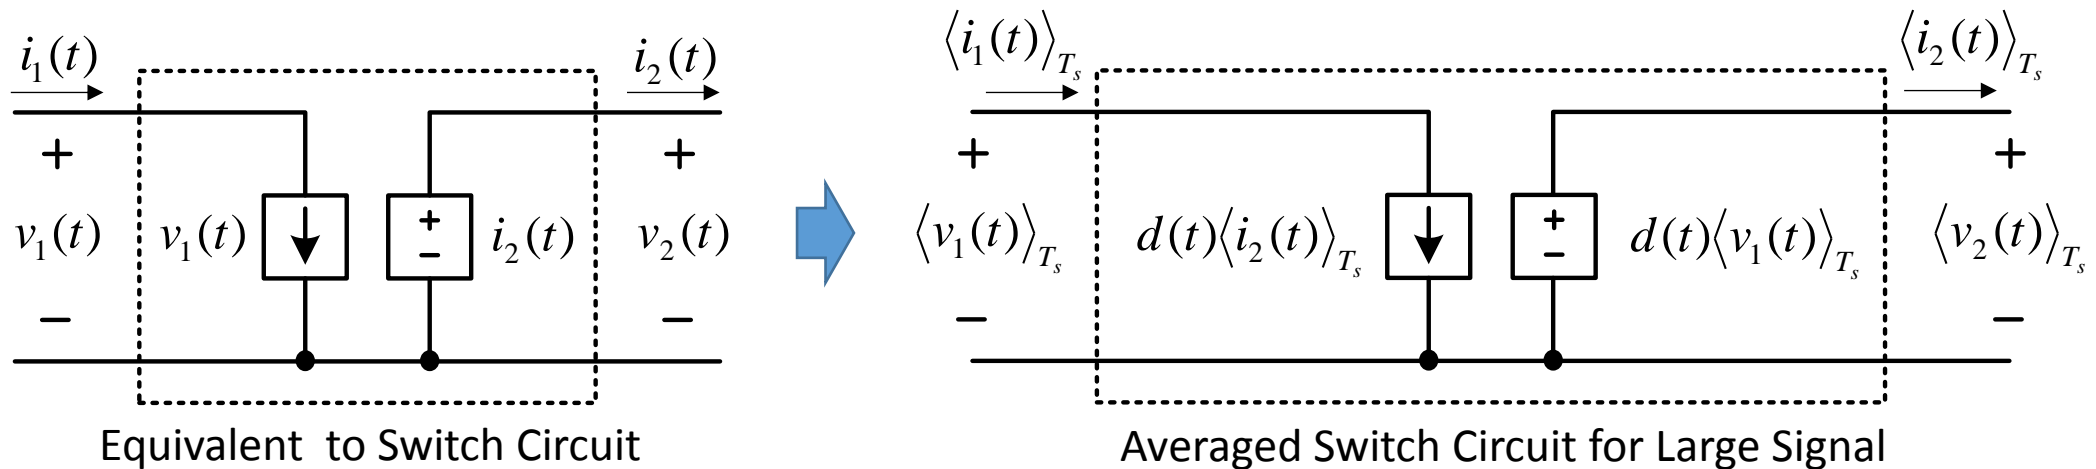 i₁(t)
i₂(t)
⟨i₁(t)⟩Tₛ
⟨i₂(t)⟩Tₛ
+
+
+
+
v₁(t)
v₁(t)
+
−
i₂(t)
v₂(t)
⟨v₁(t)⟩Tₛ
d(t)⟨i₂(t)⟩Tₛ
+
−
d(t)⟨v₁(t)⟩Tₛ
⟨v₂(t)⟩Tₛ
−
−
−
−
Equivalent to Switch Circuit
Averaged Switch Circuit for Large Signal